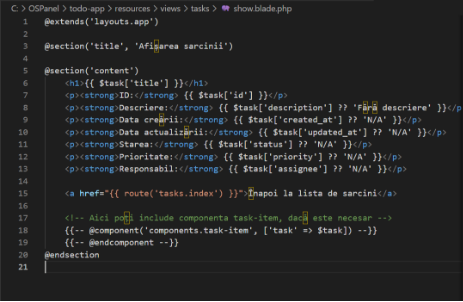 C: > OSPanel > todo-app > resources > views > tasks > show.blade.php
1 @extends('layouts.app')
2
3 @section('title', 'Afișarea sarcinii')
4
5 @section('content')
6 <h1>{{ $task['title'] }}</h1>
7 <p><strong>ID:</strong> {{ $task['id'] }}</p>
8 <p><strong>Descriere:</strong> {{ $task['description'] ?? 'Fără descriere' }}</p>
9 <p><strong>Data creării:</strong> {{ $task['created_at'] ?? 'N/A' }}</p>
10 <p><strong>Data actualizării:</strong> {{ $task['updated_at'] ?? 'N/A' }}</p>
11 <p><strong>Starea:</strong> {{ $task['status'] ?? 'N/A' }}</p>
12 <p><strong>Prioritate:</strong> {{ $task['priority'] ?? 'N/A' }}</p>
13 <p><strong>Responsabil:</strong> {{ $task['assignee'] ?? 'N/A' }}</p>
14
15 <a href="{{ route('tasks.index') }}">Înapoi la lista de sarcini</a>
16
17 <!-- Aici poți include componenta task-item, dacă este necesar -->
18 {{-- @component('components.task-item', ['task' => $task]) --}}
19 {{-- @endcomponent --}}
20 @endsection
21